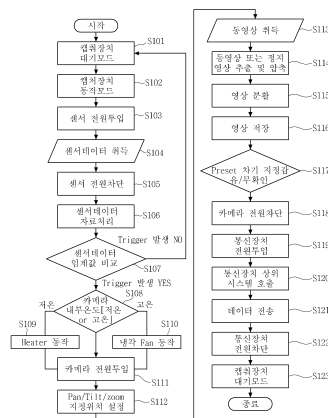 시작
캡춰장치
대기모드
S101
캡처장치
동작모드
S102
센서 전원투입
S103
센서데이터 취득
S104
센서 전원차단
S105
센서데이터
자료처리
S106
Trigger 발생 NO
센서데이터
임계값 비교
S107
Trigger 발생 YES
카메라
내부온도[저온
or 고온]
S108
저온
고온
S109
Heater 동작
S110
냉각 Fan 동작
카메라 전원투입
S111
Pan/Tilt/zoom
지정위치 설정
S112
동영상 취득
S113
동영상 또는 정지
영상 추출 및 압축
S114
영상 분할
S115
영상 저장
S116
Preset 차기 지정감
유/무확인
S117
카메라 전원차단
S118
통신장치
전원투입
S119
통신장치 상위
시스템 호출
S120
데이터 전송
S121
통신장치
전원차단
S122
캡춰장치
대기모드
S123
종료